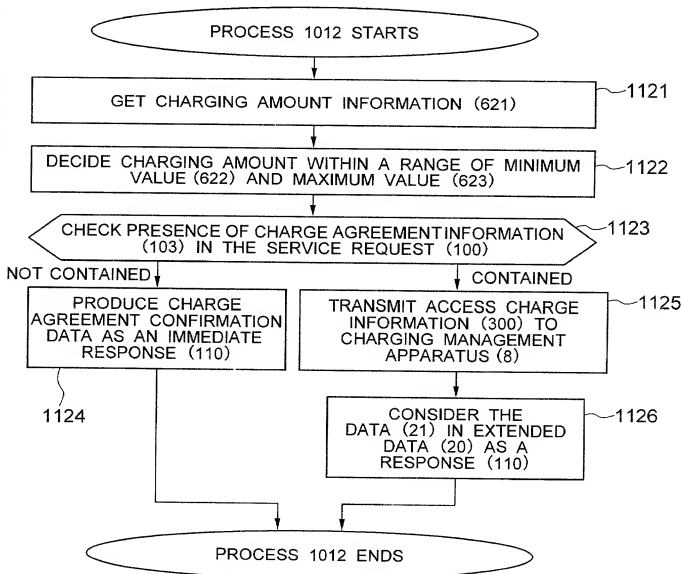 PROCESS 1012 STARTS
GET CHARGING AMOUNT INFORMATION (621)
1121
DECIDE CHARGING AMOUNT WITHIN A RANGE OF MINIMUM
VALUE (622) AND MAXIMUM VALUE (623)
1122
CHECK PRESENCE OF CHARGE AGREEMENT INFORMATION
(103) IN THE SERVICE REQUEST (100)
1123
NOT CONTAINED
CONTAINED
PRODUCE CHARGE
AGREEMENT CONFIRMATION
DATA AS AN IMMEDIATE
RESPONSE (110)
1124
TRANSMIT ACCESS CHARGE
INFORMATION (300) TO
CHARGING MANAGEMENT
APPARATUS (8)
1125
CONSIDER THE
DATA (21) IN EXTENDED
DATA (20) AS A
RESPONSE (110)
1126
PROCESS 1012 ENDS